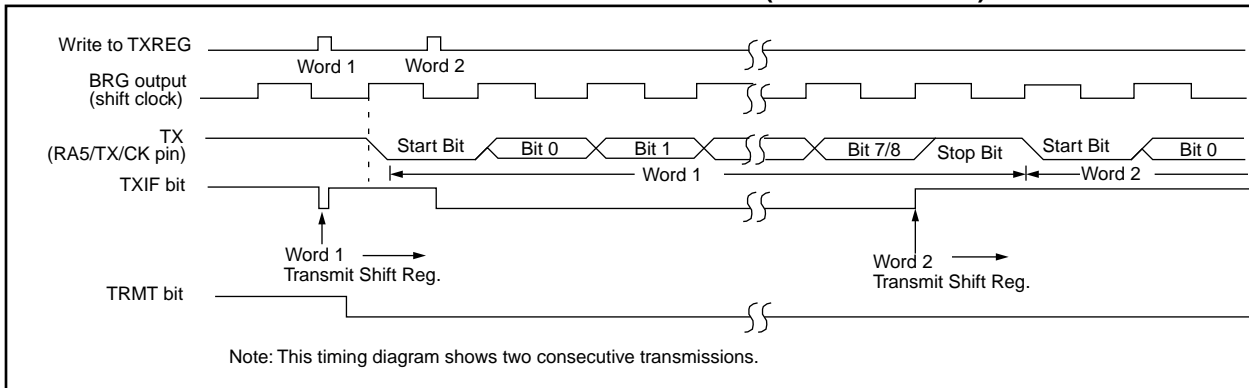 Write to TXREG
Word 1
Word 2
BRG output
(shift clock)
TX
(RA5/TX/CK pin)
Start Bit
Bit 0
Bit 1
Bit 7/8
Stop Bit
Start Bit
Bit 0
Word 1
Word 2
TXIF bit
Word 1
Transmit Shift Reg.
Word 2
Transmit Shift Reg.
TRMT bit
Note: This timing diagram shows two consecutive transmissions.